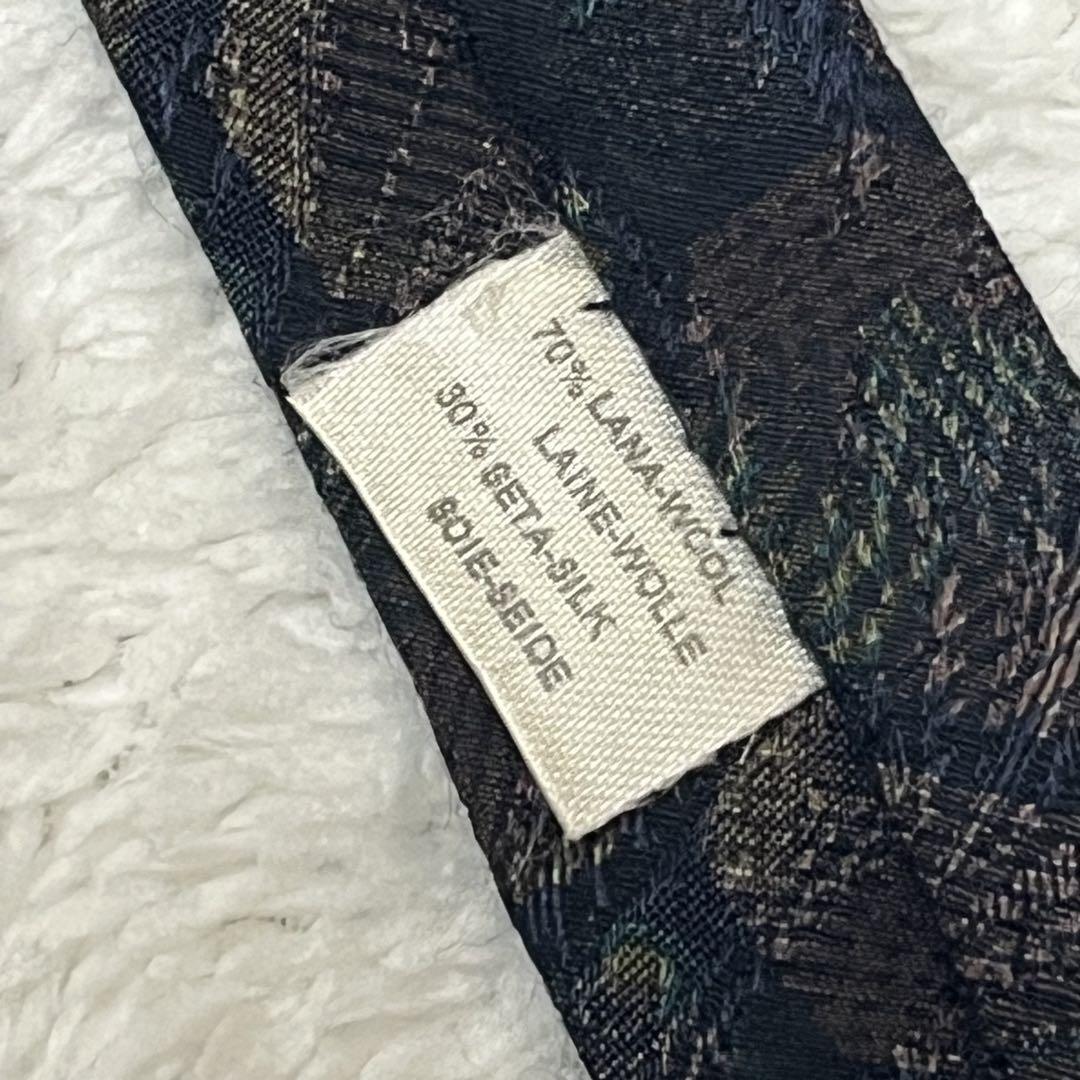 70% LANA-WOOL
LAINE-WOLLE
30% SETA-SILK
SOIE-SEIDE